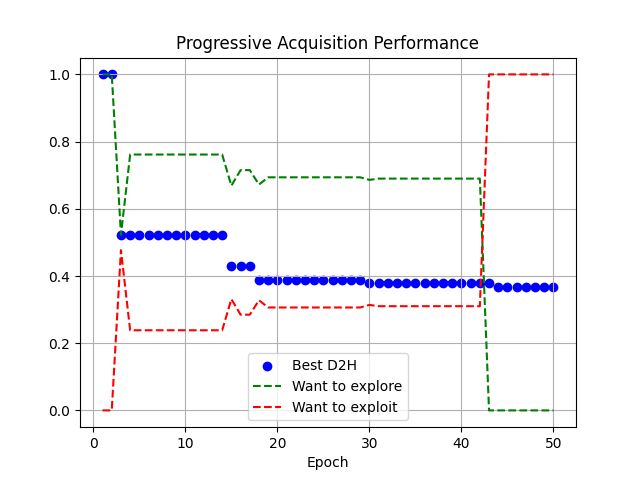 Progressive Acquisition Performance
1.0
0.8
0.6
0.4
0.2
0.0
Best D2H
Want to explore
Want to exploit
0 10 20 30 40 50
Epoch